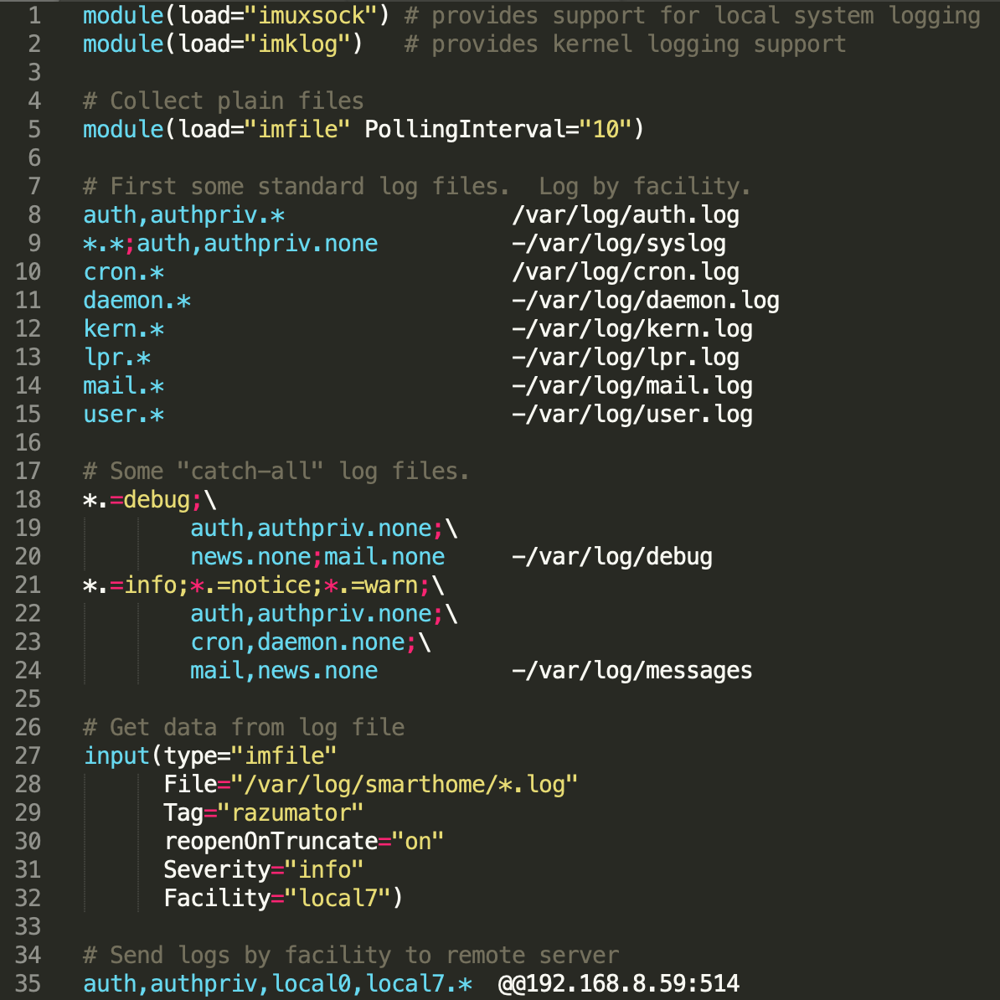 1 module(load="imuxsock") # provides support for local system logging
2 module(load="imklog")   # provides kernel logging support
3
4 # Collect plain files
5 module(load="imfile" PollingInterval="10")
6
7 # First some standard log files.  Log by facility.
8 auth,authpriv.*                 /var/log/auth.log
9 *.*;auth,authpriv.none          -/var/log/syslog
10 cron.*                          /var/log/cron.log
11 daemon.*                        -/var/log/daemon.log
12 kern.*                          -/var/log/kern.log
13 lpr.*                           -/var/log/lpr.log
14 mail.*                          -/var/log/mail.log
15 user.*                          -/var/log/user.log
16
17 # Some "catch-all" log files.
18 *.=debug;\
19         auth,authpriv.none;\
20         news.none;mail.none     -/var/log/debug
21 *.=info;*.=notice;*.=warn;\
22         auth,authpriv.none;\
23         cron,daemon.none;\
24         mail,news.none          -/var/log/messages
25
26 # Get data from log file
27 input(type="imfile"
28       File="/var/log/smarthome/*.log"
29       Tag="razumator"
30       reopenOnTruncate="on"
31       Severity="info"
32       Facility="local7")
33
34 # Send logs by facility to remote server
35 auth,authpriv,local0,local7.*  @@192.168.8.59:514